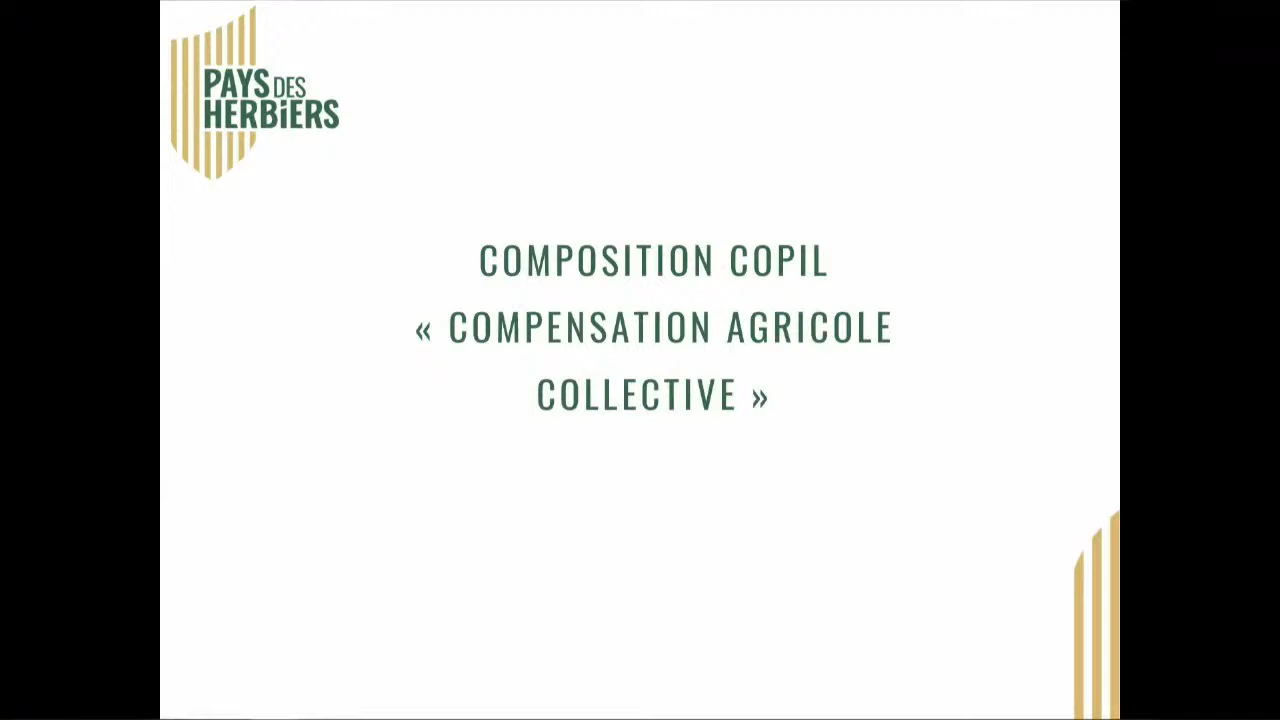 PAYS DES
HERBiERS
COMPOSITION COPIL
« COMPENSATION AGRICOLE
COLLECTIVE »